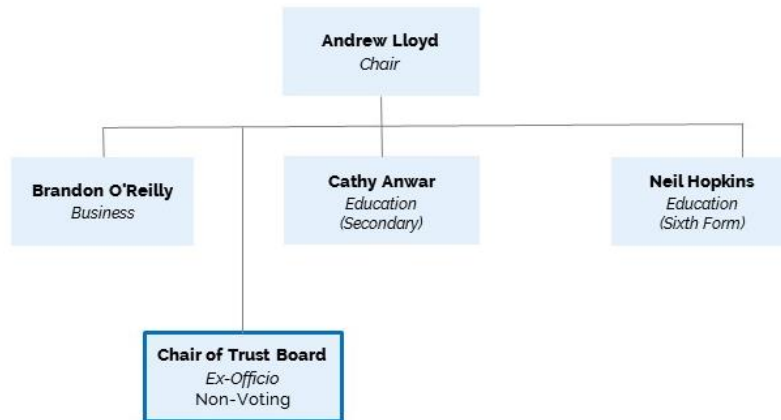 Andrew Lloyd
Chair
Brandon O'Reilly
Business
Cathy Anwar
Education
(Secondary)
Neil Hopkins
Education
(Sixth Form)
Chair of Trust Board
Ex-Officio
Non-Voting